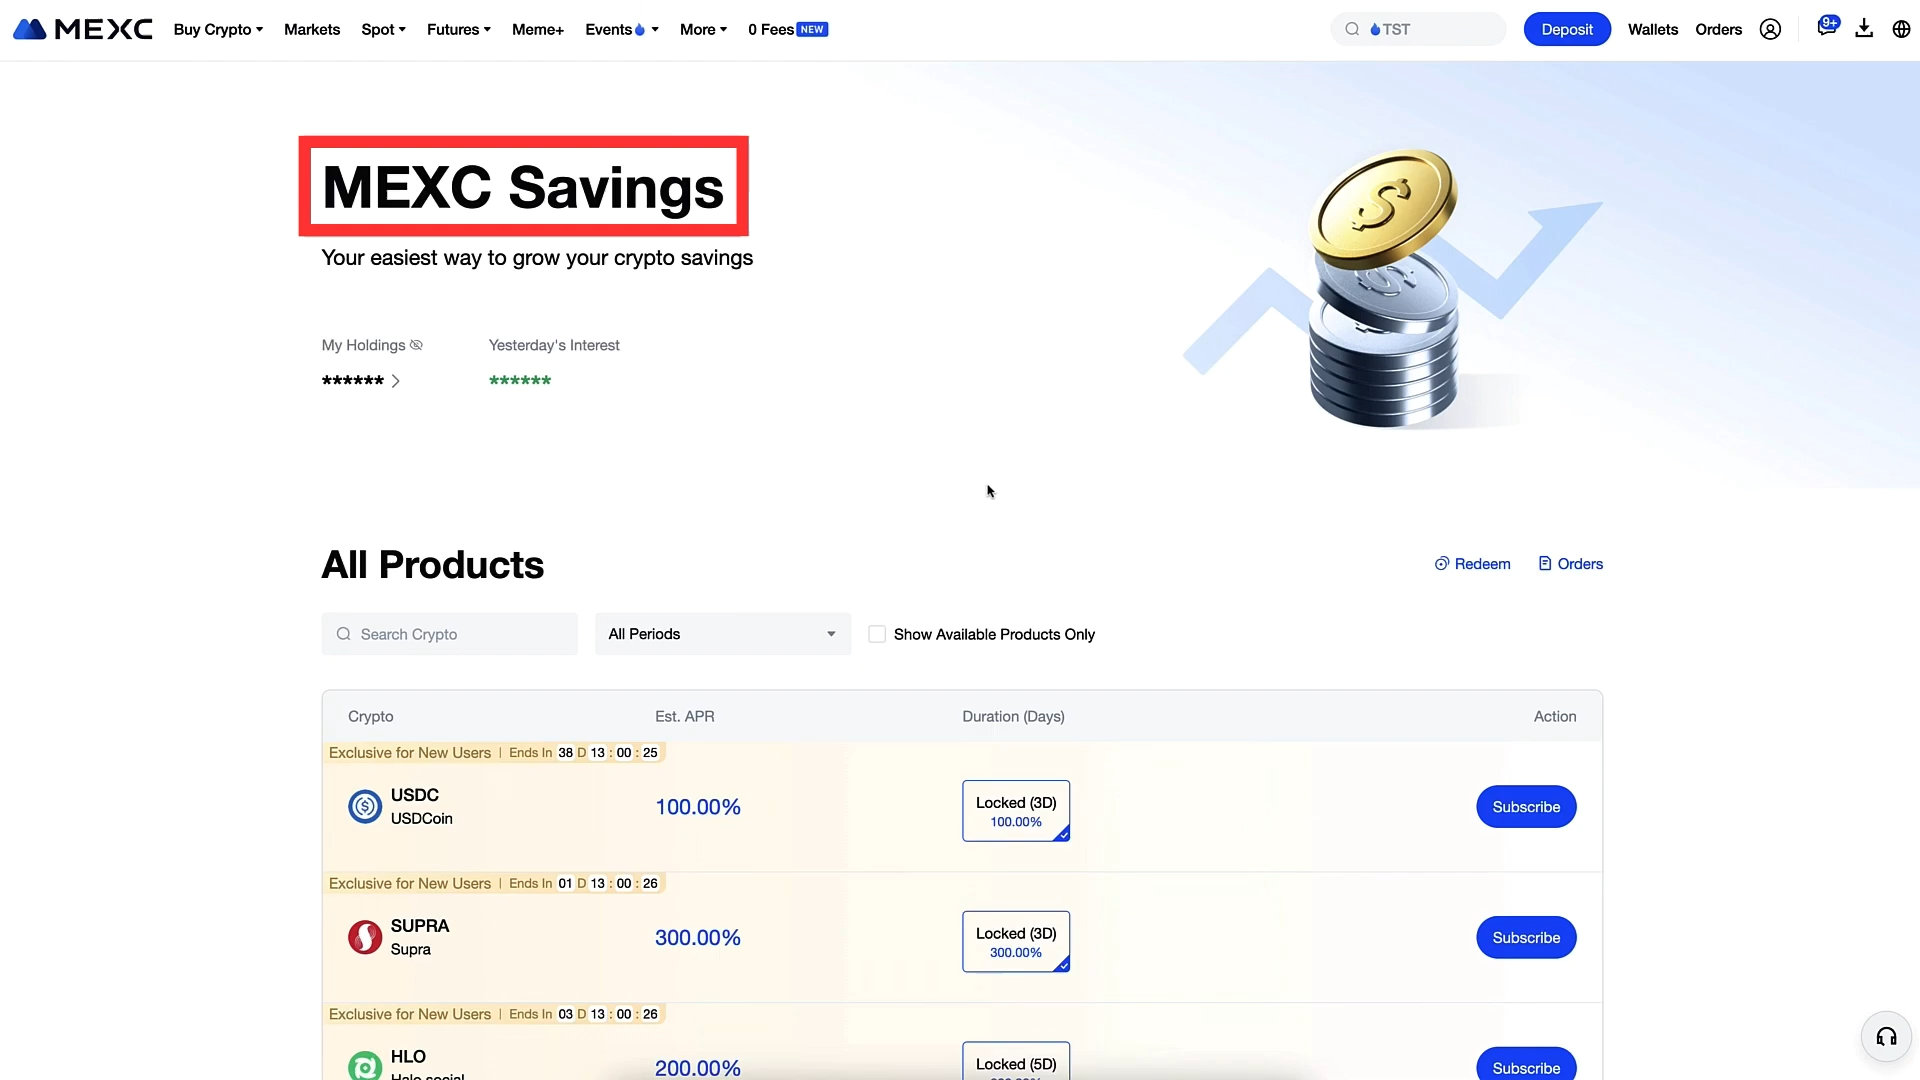 MEXC Buy Crypto Markets Spot Futures Meme+ Events More 0 Fees NEW TST Deposit Wallets Orders 9+
MEXC Savings
Your easiest way to grow your crypto savings
My Holdings Yesterday's Interest
****** ******
All Products
Redeem Orders
Search Crypto All Periods Show Available Products Only
Crypto Est. APR Duration (Days) Action
Exclusive for New Users | Ends In 38 D 13 : 00 : 25
USDC
USDCoin
100.00%
Locked (3D)
100.00%
Subscribe
Exclusive for New Users | Ends In 01 D 13 : 00 : 26
SUPRA
Supra
300.00%
Locked (3D)
300.00%
Subscribe
Exclusive for New Users | Ends In 03 D 13 : 00 : 26
HLO
Halo social
200.00%
Locked (5D)
Subscribe